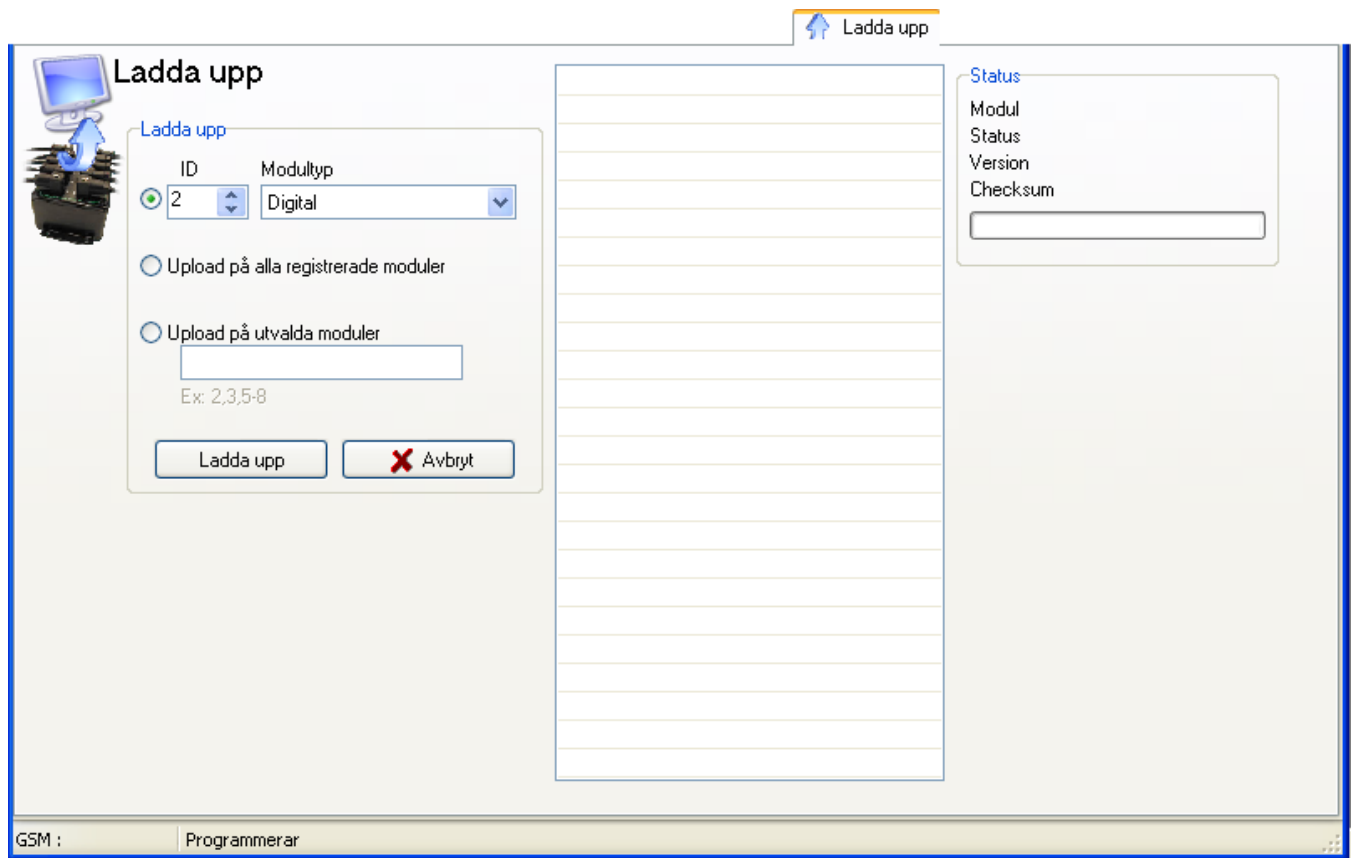 Ladda upp
Ladda upp
Ladda upp
ID Modultyp
2 Digital
Upload på alla registrerade moduler
Upload på utvalda moduler
Ex: 2,3,5-8
Ladda upp Avbryt
Status
Modul
Status
Version
Checksum
GSM : Programmerar